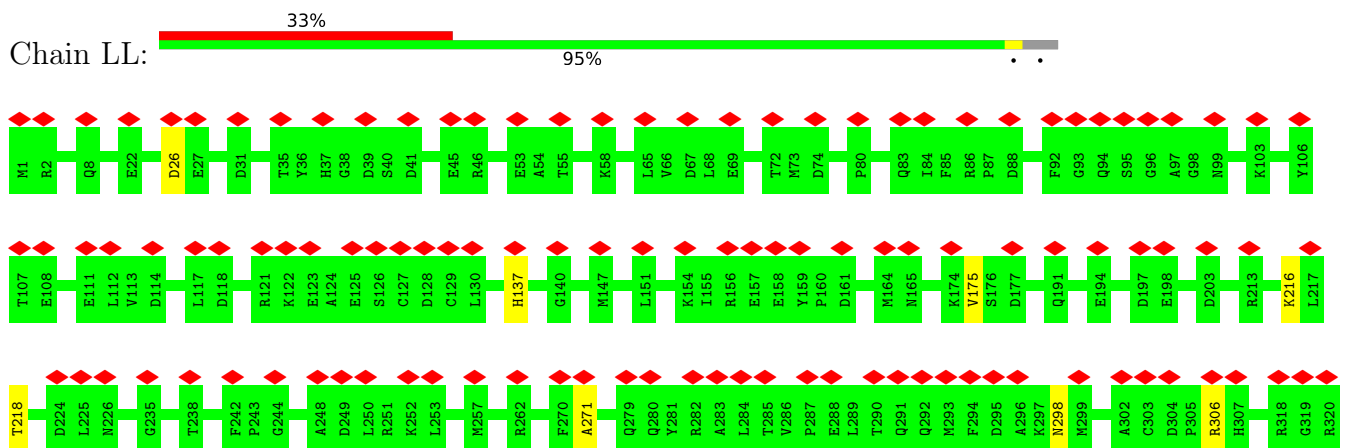 33%
Chain LL:
95%
• •
M1 R2 Q8 E22 D26 E27 D31 T35 Y36 H37 G38 D39 S40 D41 E45 R46 E53 A54 T55 K58 L65 V66 D67 L68 E69 T72 M73 D74 P80 Q83 I84 F85 R86 P87 D88 F92 G93 Q94 S95 G96 A97 G98 N99 K103 Y106
T107 E108 E111 L112 V113 D114 L117 D118 R121 K122 E123 A124 E125 S126 C127 D128 C129 L130 H137 G140 M147 L151 K154 I155 R156 E157 E158 Y159 P160 D161 M164 N165 K174 V175 S176 D177 Q191 E194 D197 E198 D203 R213 K216 L217
T218 D224 L225 N226 G235 T238 F242 P243 G244 A248 D249 L250 R251 K252 L253 M257 R262 F270 A271 Q279 Q280 Y281 R282 A283 L284 T285 V286 P287 E288 L289 T290 Q291 Q292 M293 F294 D295 A296 K297 N298 M299 A302 C303 D304 P305 R306 H307 R318 G319 R320